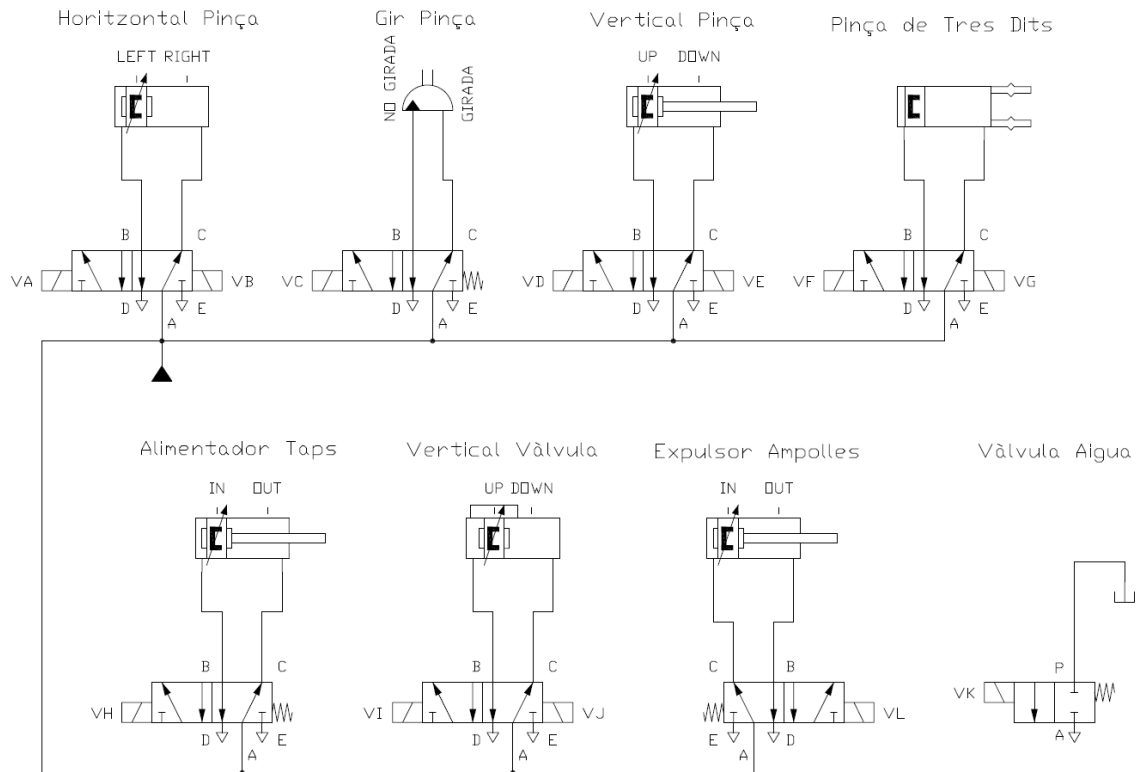 Horitzontal Pinça
Gir Pinça
Vertical Pinça
Pinça de Tres Dits
LEFT RIGHT
NO GIRADA
GIRADA
UP DOWN
B C
B C
B C
B C
VA VB
VC
VD VE
VF VG
D E
D E
D E
D E
A
A
A
A
Alimentador Taps
Vertical Vàlvula
Expulsor Ampolles
Vàlvula Aigua
IN OUT
UP DOWN
IN OUT
B C
B C
C B
P
VH
VI VJ
VL
VK
D E
D E
E D
A
A
A
A